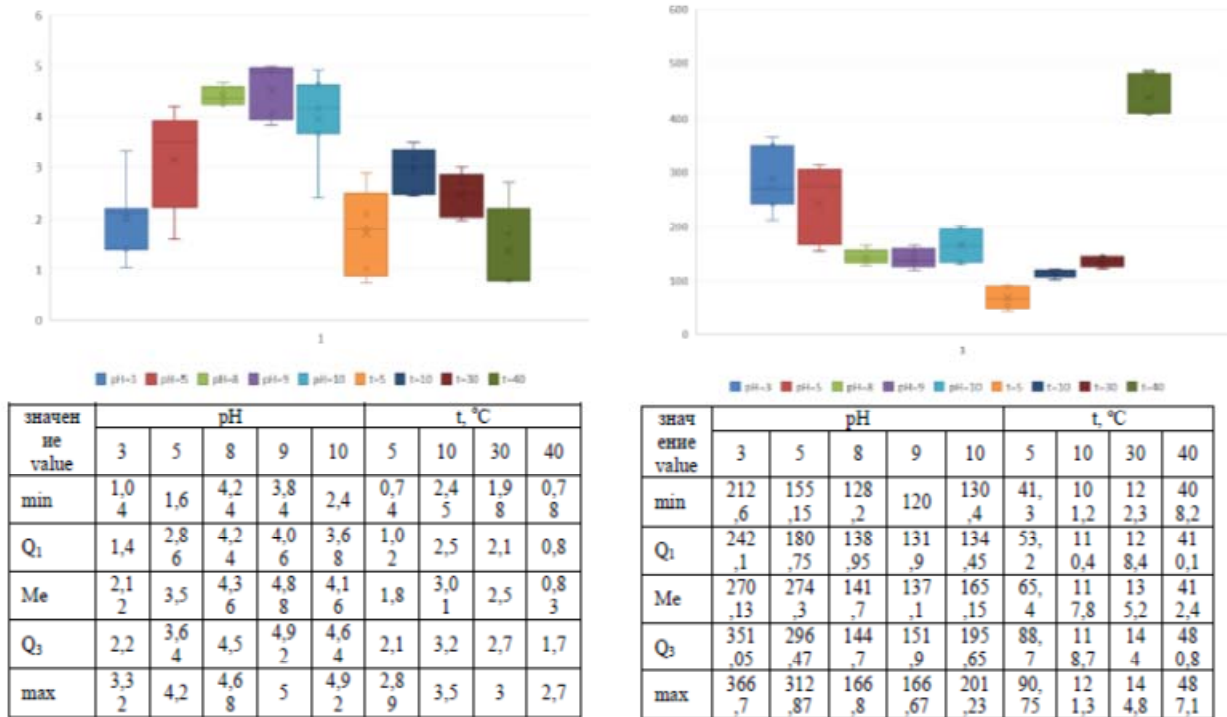 6
5
4
3
2
1
0
1
pH=3 pH=5 pH=8 pH=9 pH=10 t=5 t=10 t=30 t=40
значение value pH t, °C
3 5 8 9 10 5 10 30 40
min 1,04 1,6 4,24 3,84 2,4 0,74 2,45 1,98 0,78
Q₁ 1,4 2,86 4,24 4,06 3,68 1,02 2,5 2,1 0,8
Me 2,12 3,5 4,36 4,88 4,16 1,8 3,01 2,5 0,83
Q₃ 2,2 3,64 4,5 4,92 4,64 2,1 3,2 2,7 1,7
max 3,32 4,2 4,68 5 4,92 2,89 3,5 3 2,7
600
500
400
300
200
100
0
pH=3 pH=5 pH=8 pH=9 pH=10 t=5 t=10 t=30 t=40
значение value pH t, °C
3 5 8 9 10 5 10 30 40
min 212,6 155,15 128,2 120 130,4 41,3 101,2 122,3 408,2
Q₁ 242,1 180,75 138,95 131,9 134,45 53,2 110,4 128,4 410,1
Me 270,13 274,3 141,7 137,1 165,15 65,4 117,8 135,2 412,4
Q₃ 351,05 296,47 144,7 151,9 195,65 88,7 118,7 144 480,8
max 366,7 312,87 166,8 166,67 201,23 90,75 121,3 144,8 487,1